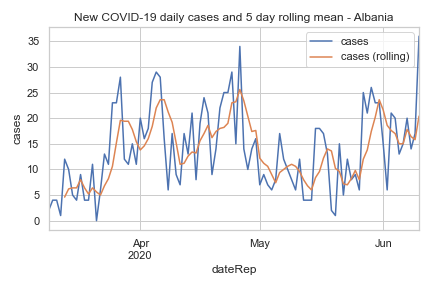 New COVID-19 daily cases and 5 day rolling mean - Albania
cases
cases (rolling)
35
30
25
20
15
10
5
0
cases
Apr
2020
May
Jun
dateRep